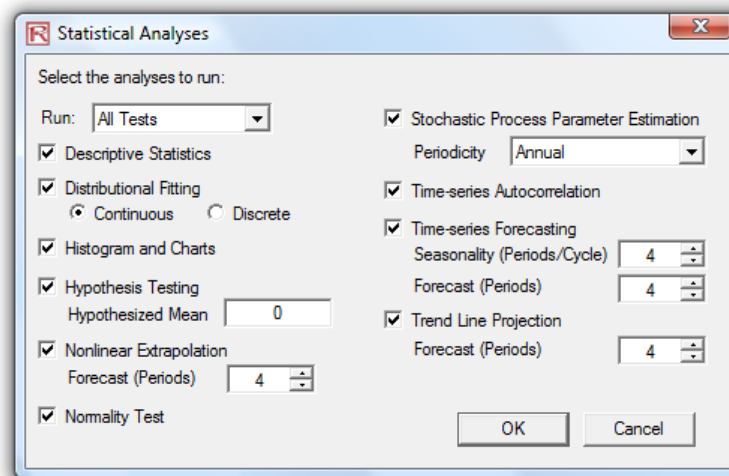 Statistical Analyses
Select the analyses to run:
Run: All Tests
Descriptive Statistics
Distributional Fitting
Continuous Discrete
Histogram and Charts
Hypothesis Testing
Hypothesized Mean 0
Nonlinear Extrapolation
Forecast (Periods) 4
Normality Test
Stochastic Process Parameter Estimation
Periodicity Annual
Time-series Autocorrelation
Time-series Forecasting
Seasonality (Periods/Cycle) 4
Forecast (Periods) 4
Trend Line Projection
Forecast (Periods) 4
OK Cancel